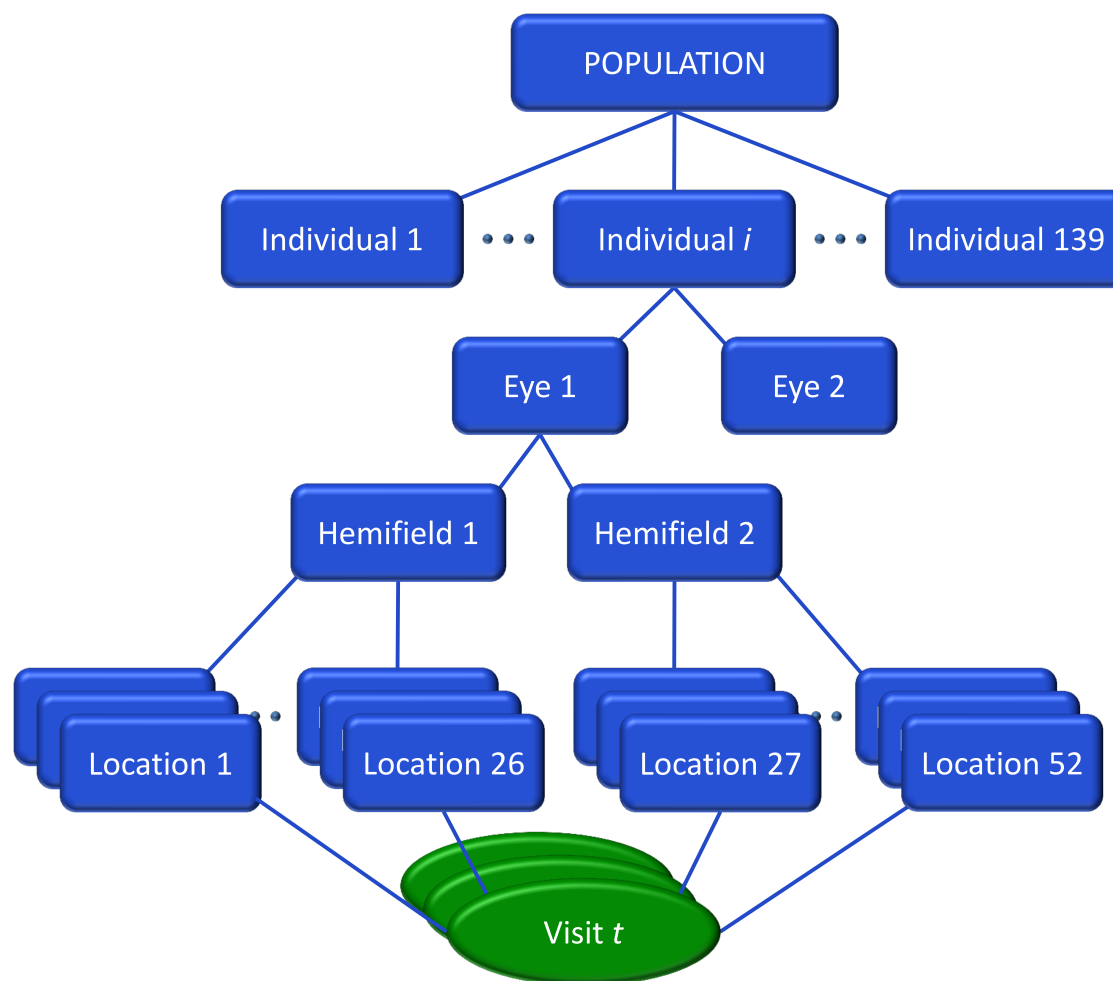 POPULATION
Individual 1
Individual i
Individual 139
Eye 1
Eye 2
Hemifield 1
Hemifield 2
Location 1
Location 26
Location 27
Location 52
Visit t